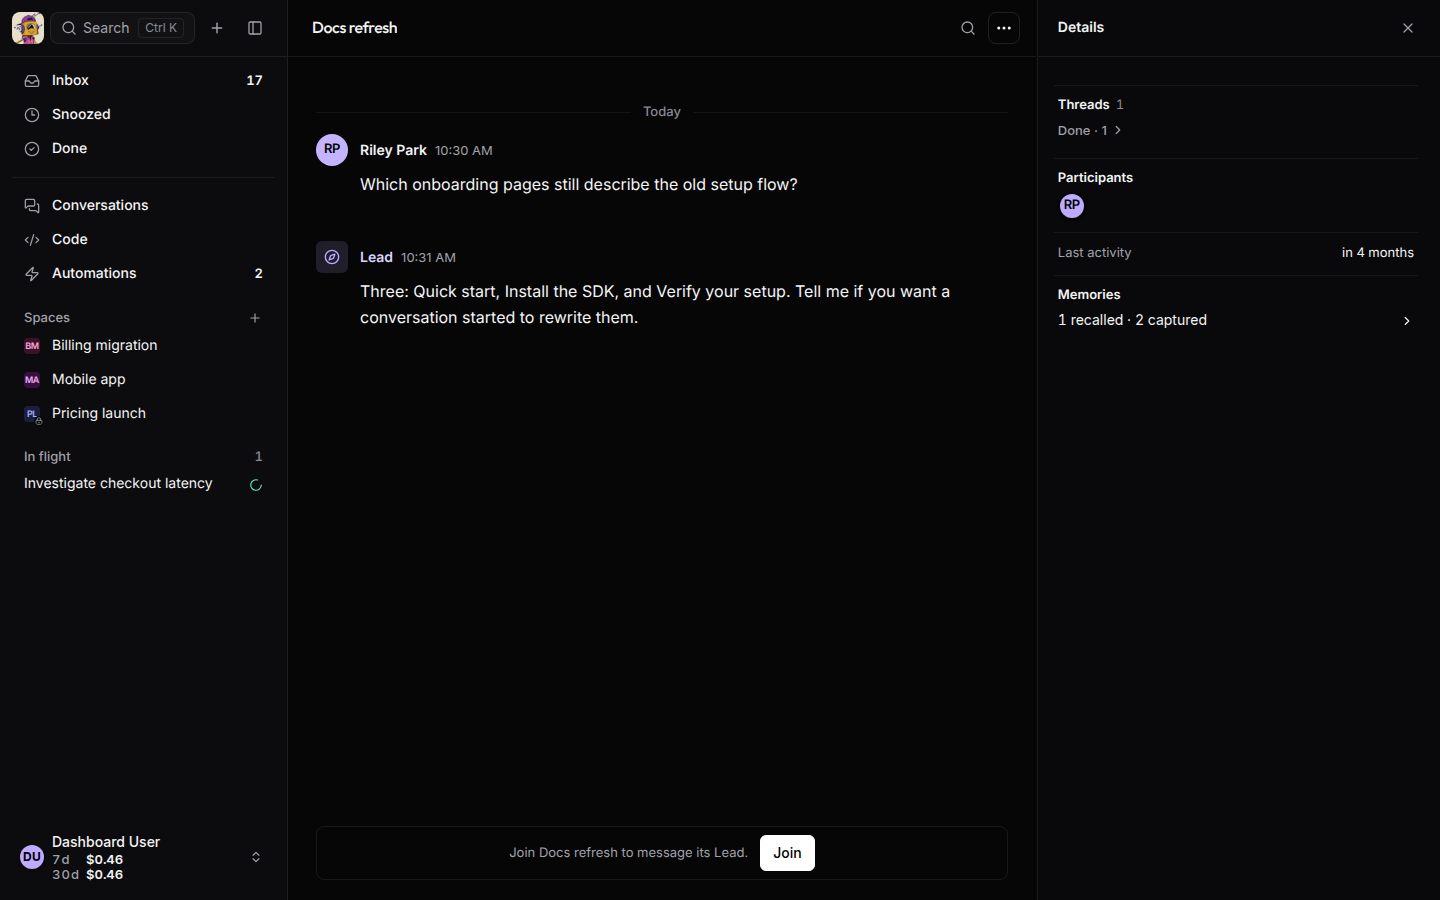 Search Ctrl K
Inbox 17
Snoozed
Done
Conversations
Code
Automations 2
Spaces
BM Billing migration
MA Mobile app
PL Pricing launch
In flight 1
Investigate checkout latency
DU Dashboard User
7d $0.46
30d $0.46
Docs refresh
Today
RP Riley Park 10:30 AM
Which onboarding pages still describe the old setup flow?
Lead 10:31 AM
Three: Quick start, Install the SDK, and Verify your setup. Tell me if you want a
conversation started to rewrite them.
Join Docs refresh to message its Lead. Join
Details
Threads 1
Done · 1
Participants
RP
Last activity in 4 months
Memories
1 recalled · 2 captured